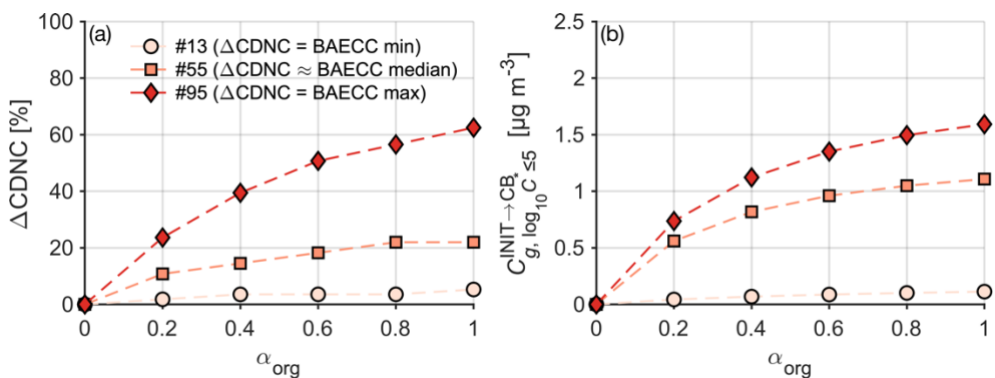 (a)
#13 (ΔCDNC = BAECC min)
#55 (ΔCDNC ≈ BAECC median)
#95 (ΔCDNC = BAECC max)
ΔCDNC [%]
100
80
60
40
20
0
0 0.2 0.4 0.6 0.8 1
α_org
(b)
C_{g, log₁₀ C* ≤5}^{INIT→CB} [µg m⁻³]
2.5
2
1.5
1
0.5
0
0 0.2 0.4 0.6 0.8 1
α_org